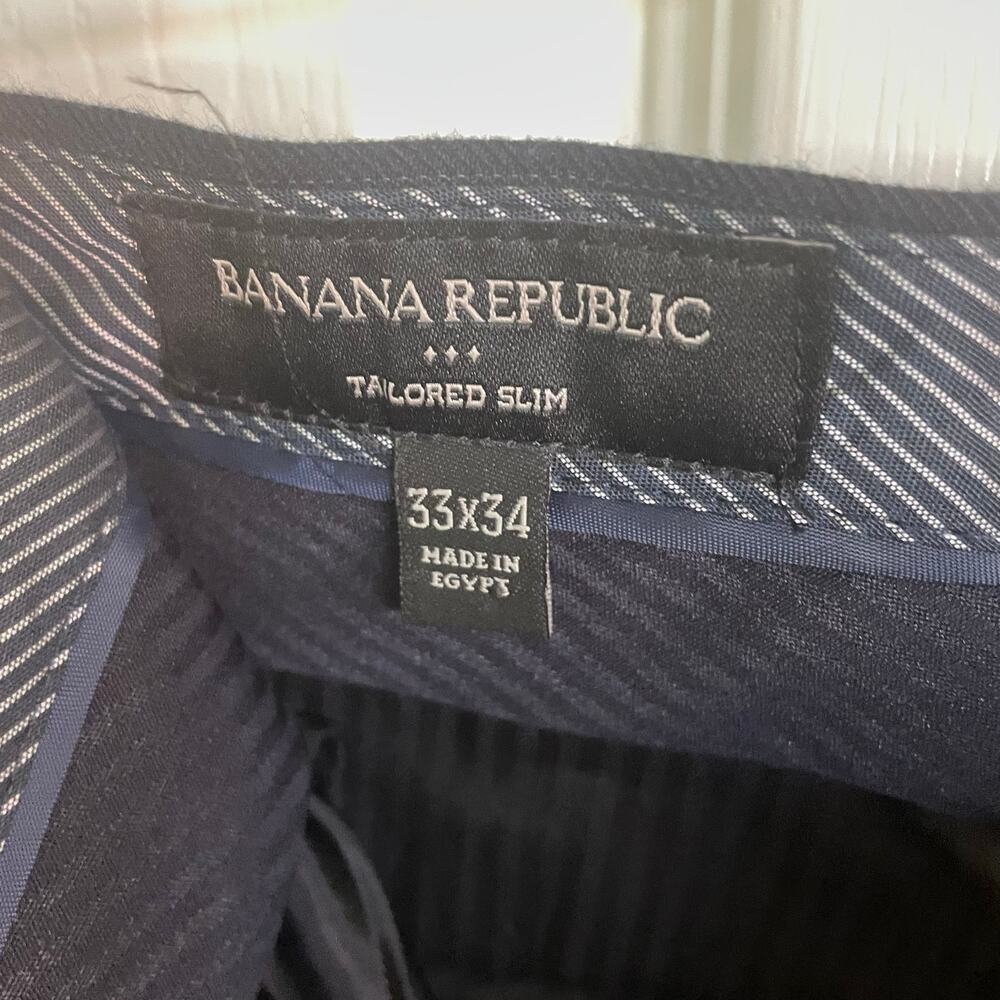 BANANA REPUBLIC
TAILORED SLIM
33x34
MADE IN
EGYPT